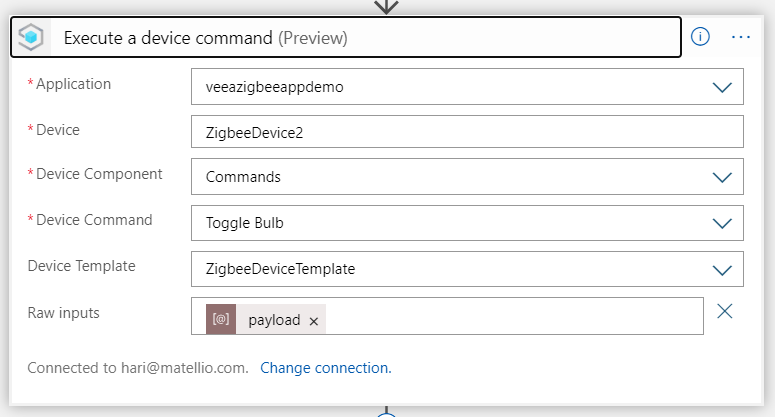 Execute a device command (Preview)
* Application veeazigbeeappdemo
* Device ZigbeeDevice2
* Device Component Commands
* Device Command Toggle Bulb
Device Template ZigbeeDeviceTemplate
Raw inputs [@] payload ×
Connected to hari@matellio.com. Change connection.